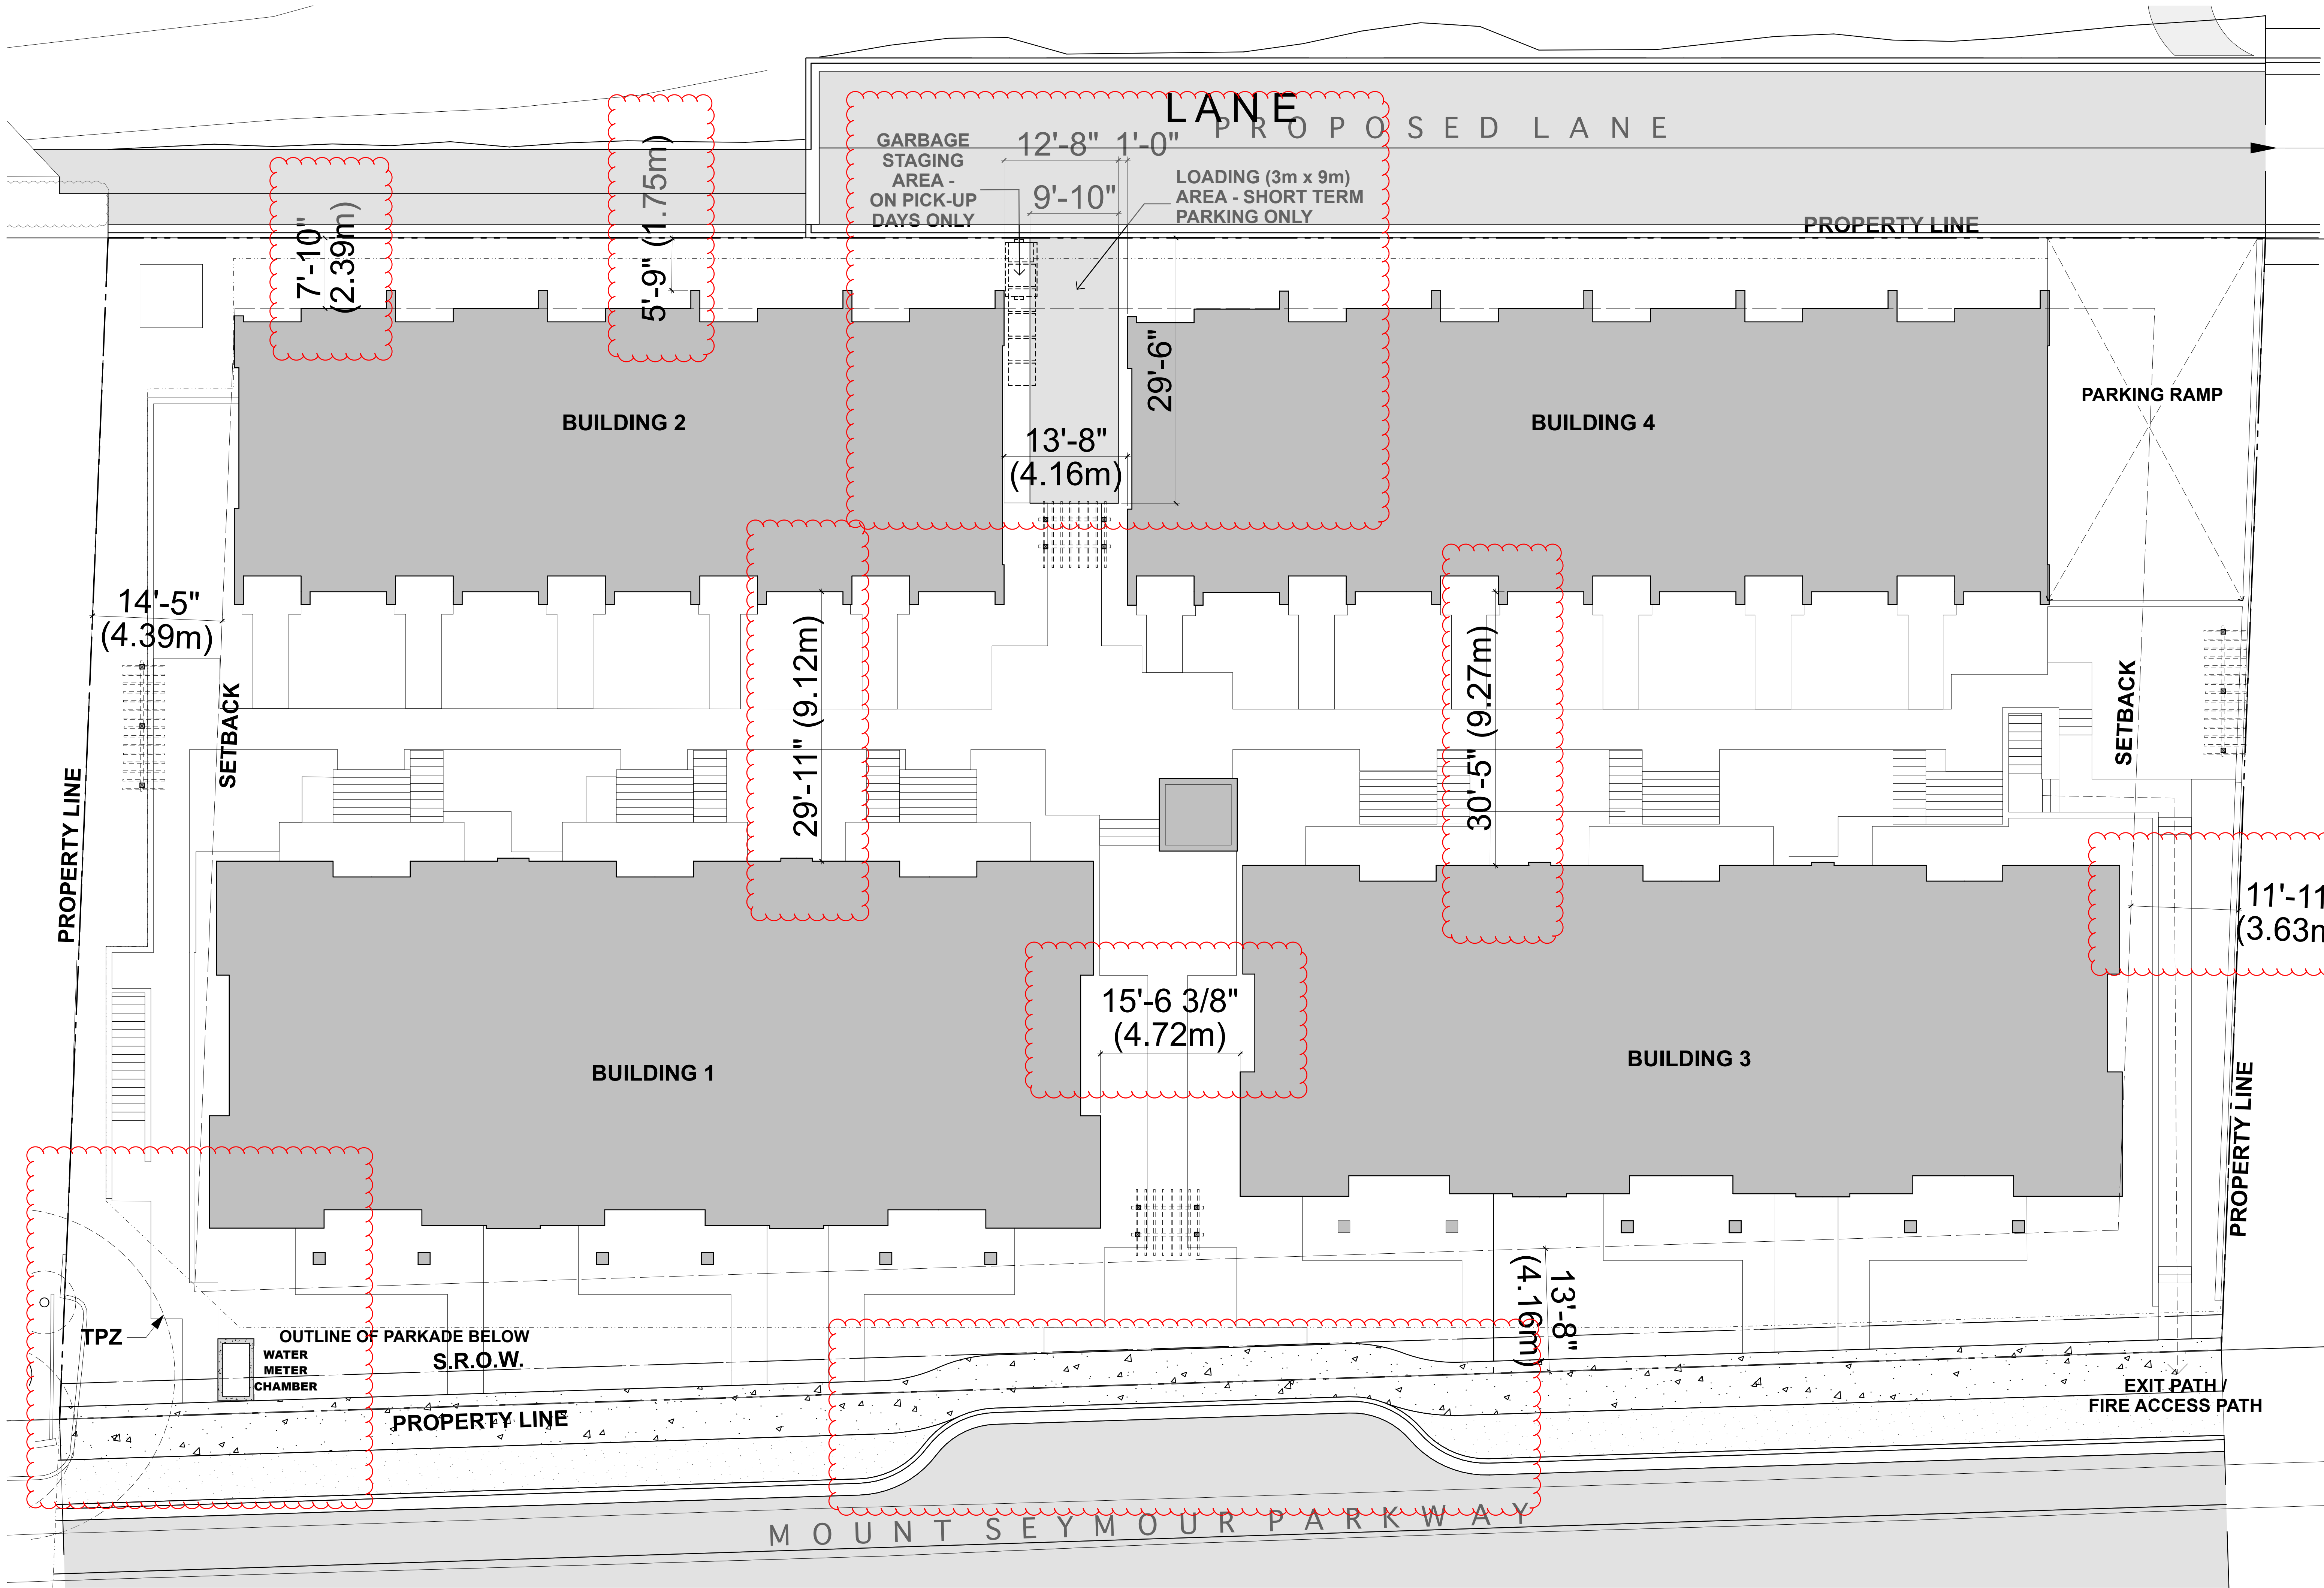 LANE
PROPOSED LANE
GARBAGE
STAGING
AREA -
ON PICK-UP
DAYS ONLY
12'-8"
1'-0"
9'-10"
LOADING (3m x 9m)
AREA - SHORT TERM
PARKING ONLY
PROPERTY LINE
7'-10"
(2.39m)
5'-9" (1.75m)
29'-6"
PARKING RAMP
BUILDING 2
BUILDING 4
13'-8"
(4.16m)
14'-5"
(4.39m)
SETBACK
29'-11" (9.12m)
30'-5" (9.27m)
SETBACK
PROPERTY LINE
11'-11
(3.63m
15'-6 3/8"
(4.72m)
BUILDING 1
BUILDING 3
PROPERTY LINE
13'-8"
(4.16m)
TPZ
OUTLINE OF PARKADE BELOW
WATER
METER
CHAMBER
S.R.O.W.
PROPERTY LINE
EXIT PATH /
FIRE ACCESS PATH
MOUNT SEYMOUR PARKWAY